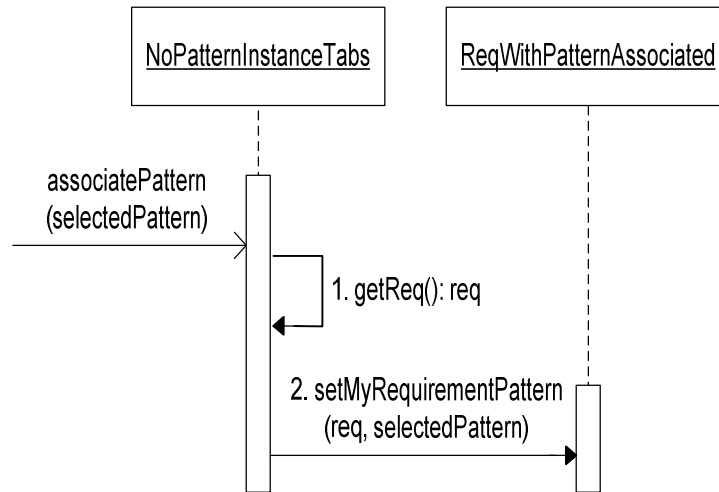 NoPatternInstanceTabs
ReqWithPatternAssociated
associatePattern
(selectedPattern)
1. getReq(): req
2. setMyRequirementPattern
(req, selectedPattern)